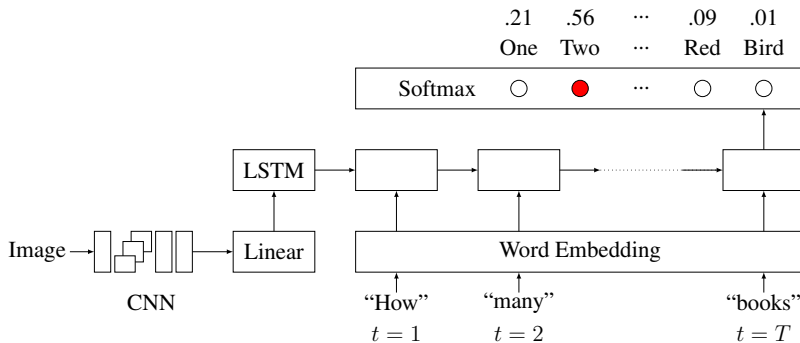 .21 .56 ... .09 .01
One Two ... Red Bird
Softmax ...
LSTM
Image Linear Word Embedding
CNN
“How” “many” “books”
t = 1 t = 2 t = T